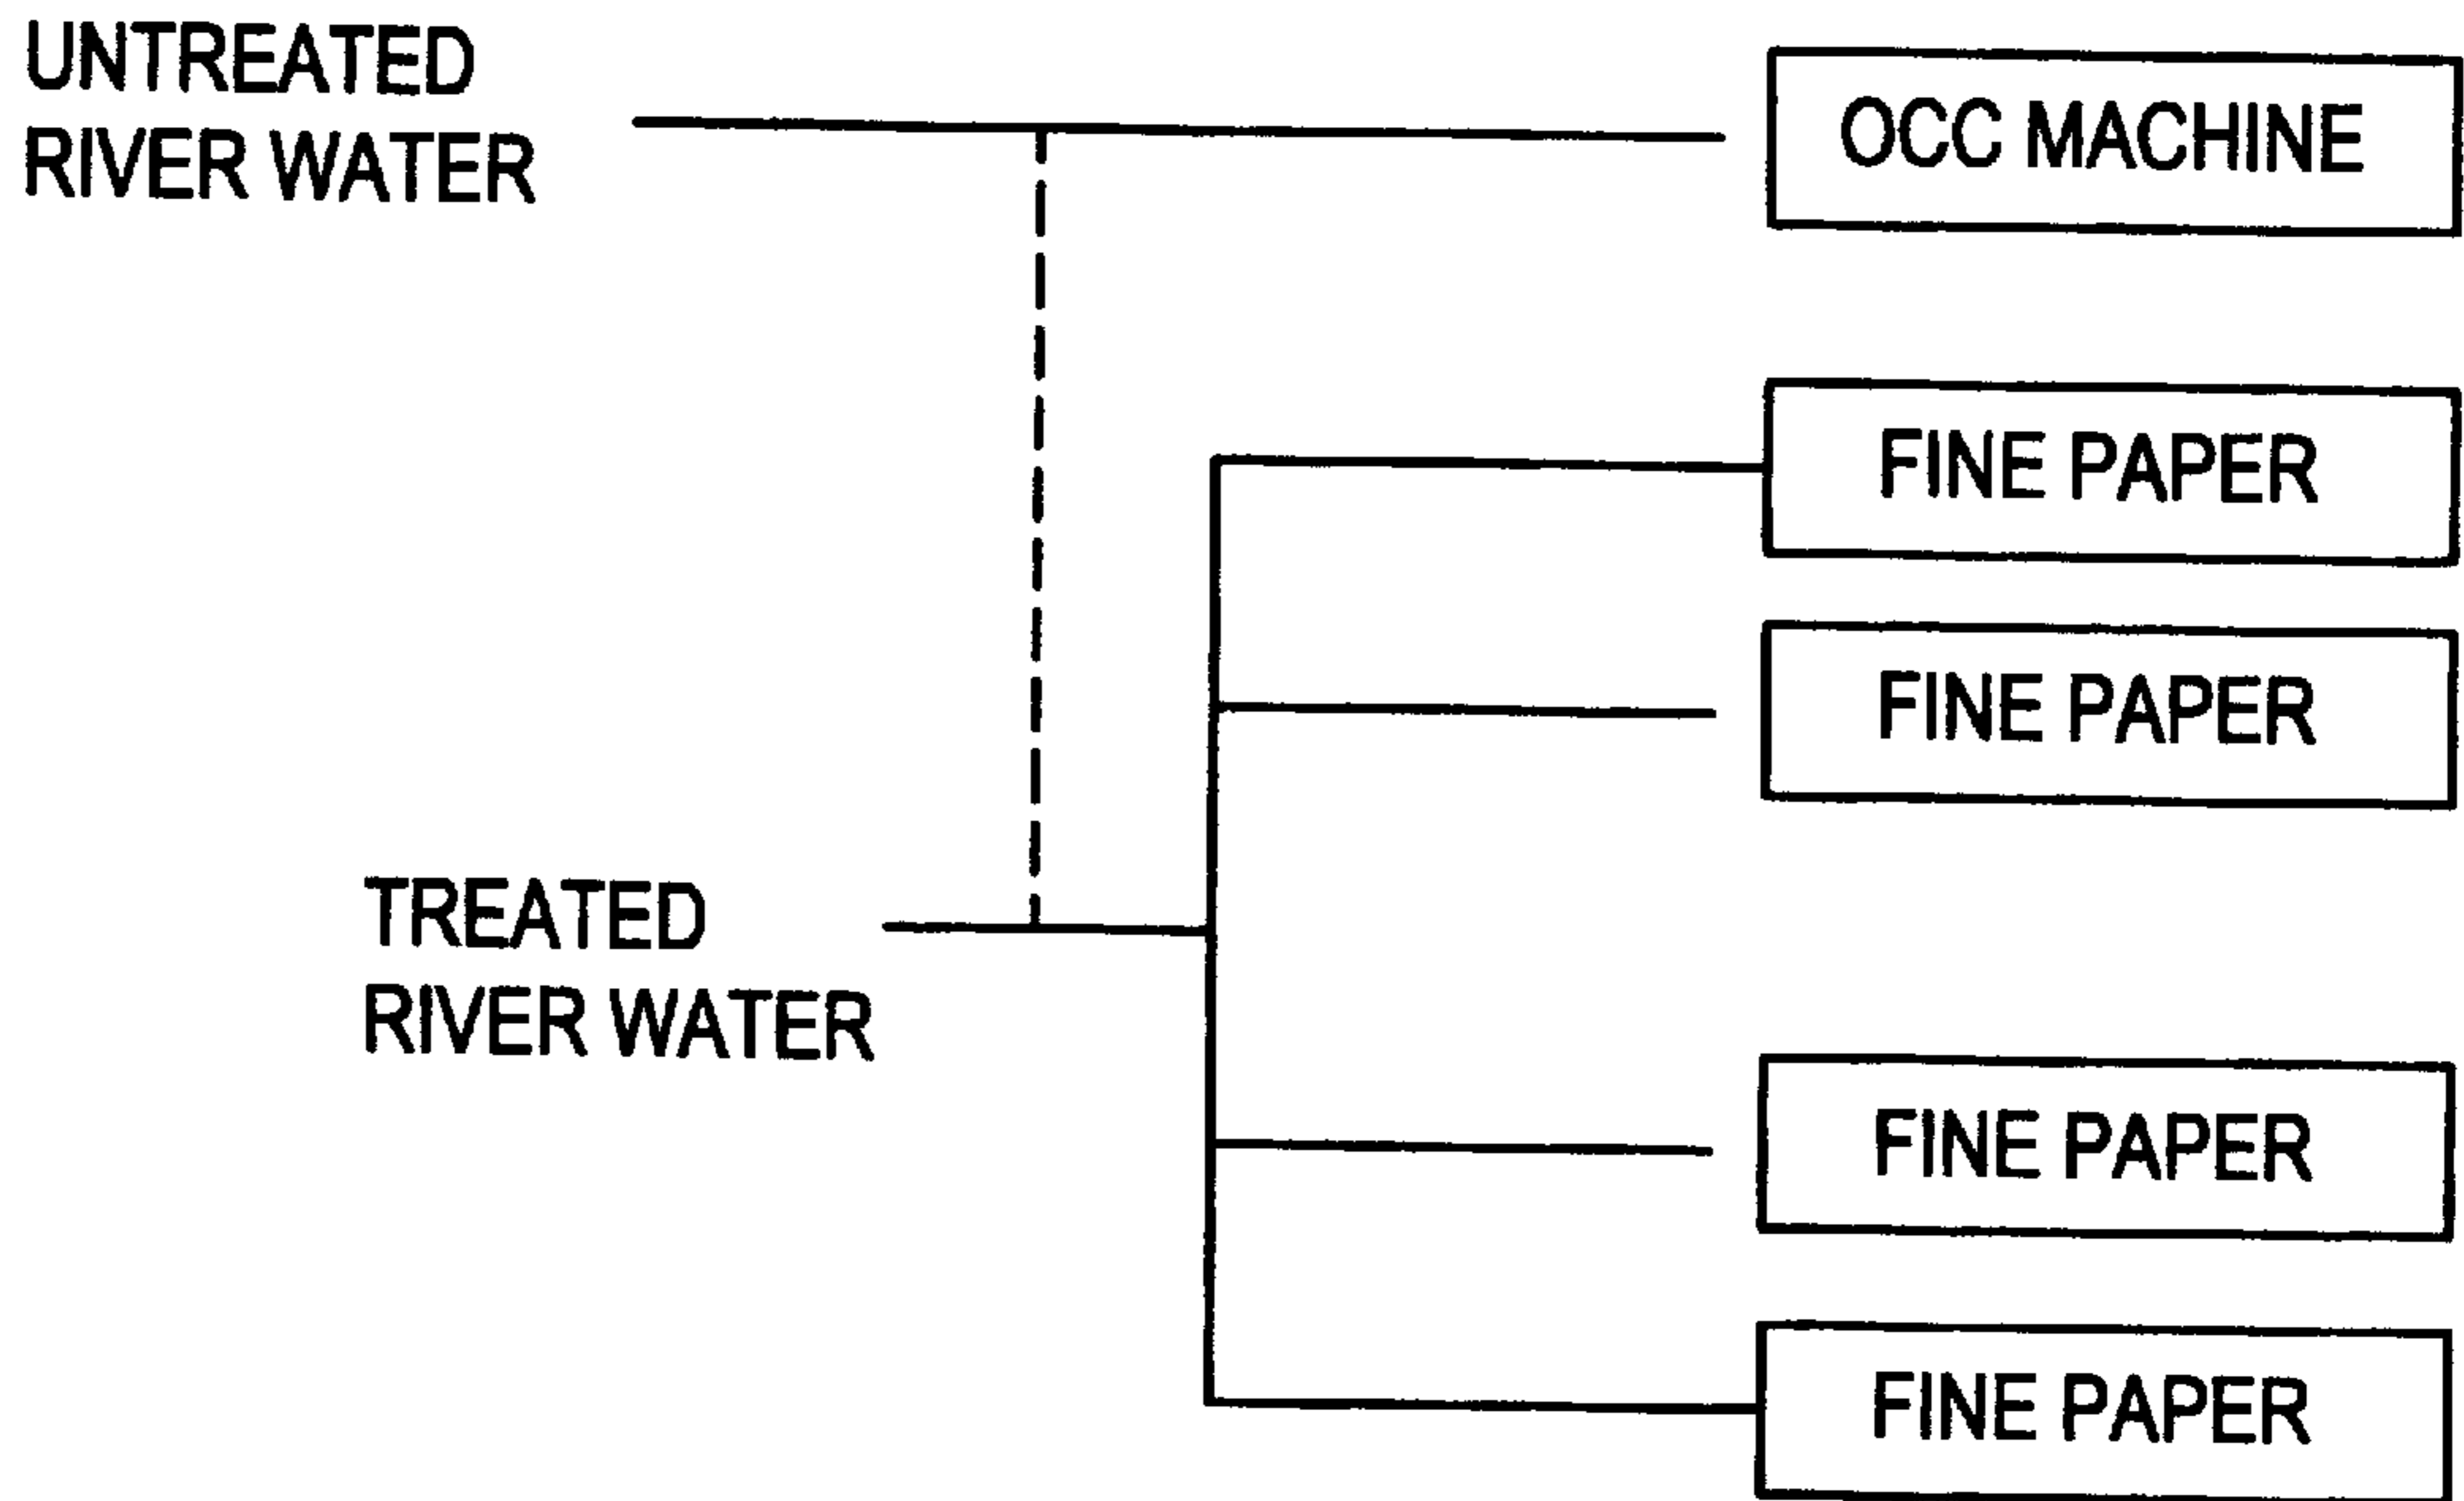 UNTREATED
RIVER WATER
OCC MACHINE
FINE PAPER
FINE PAPER
TREATED
RIVER WATER
FINE PAPER
FINE PAPER